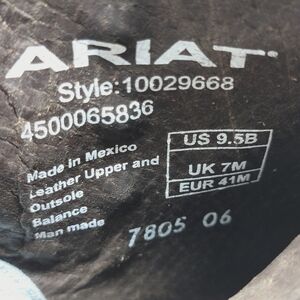 ARIAT
Style:10029668
4500065836
Made in Mexico
Leather Upper and
Outsole
Balance
Man made
US 9.5B
UK 7M
EUR 41M
7805 06